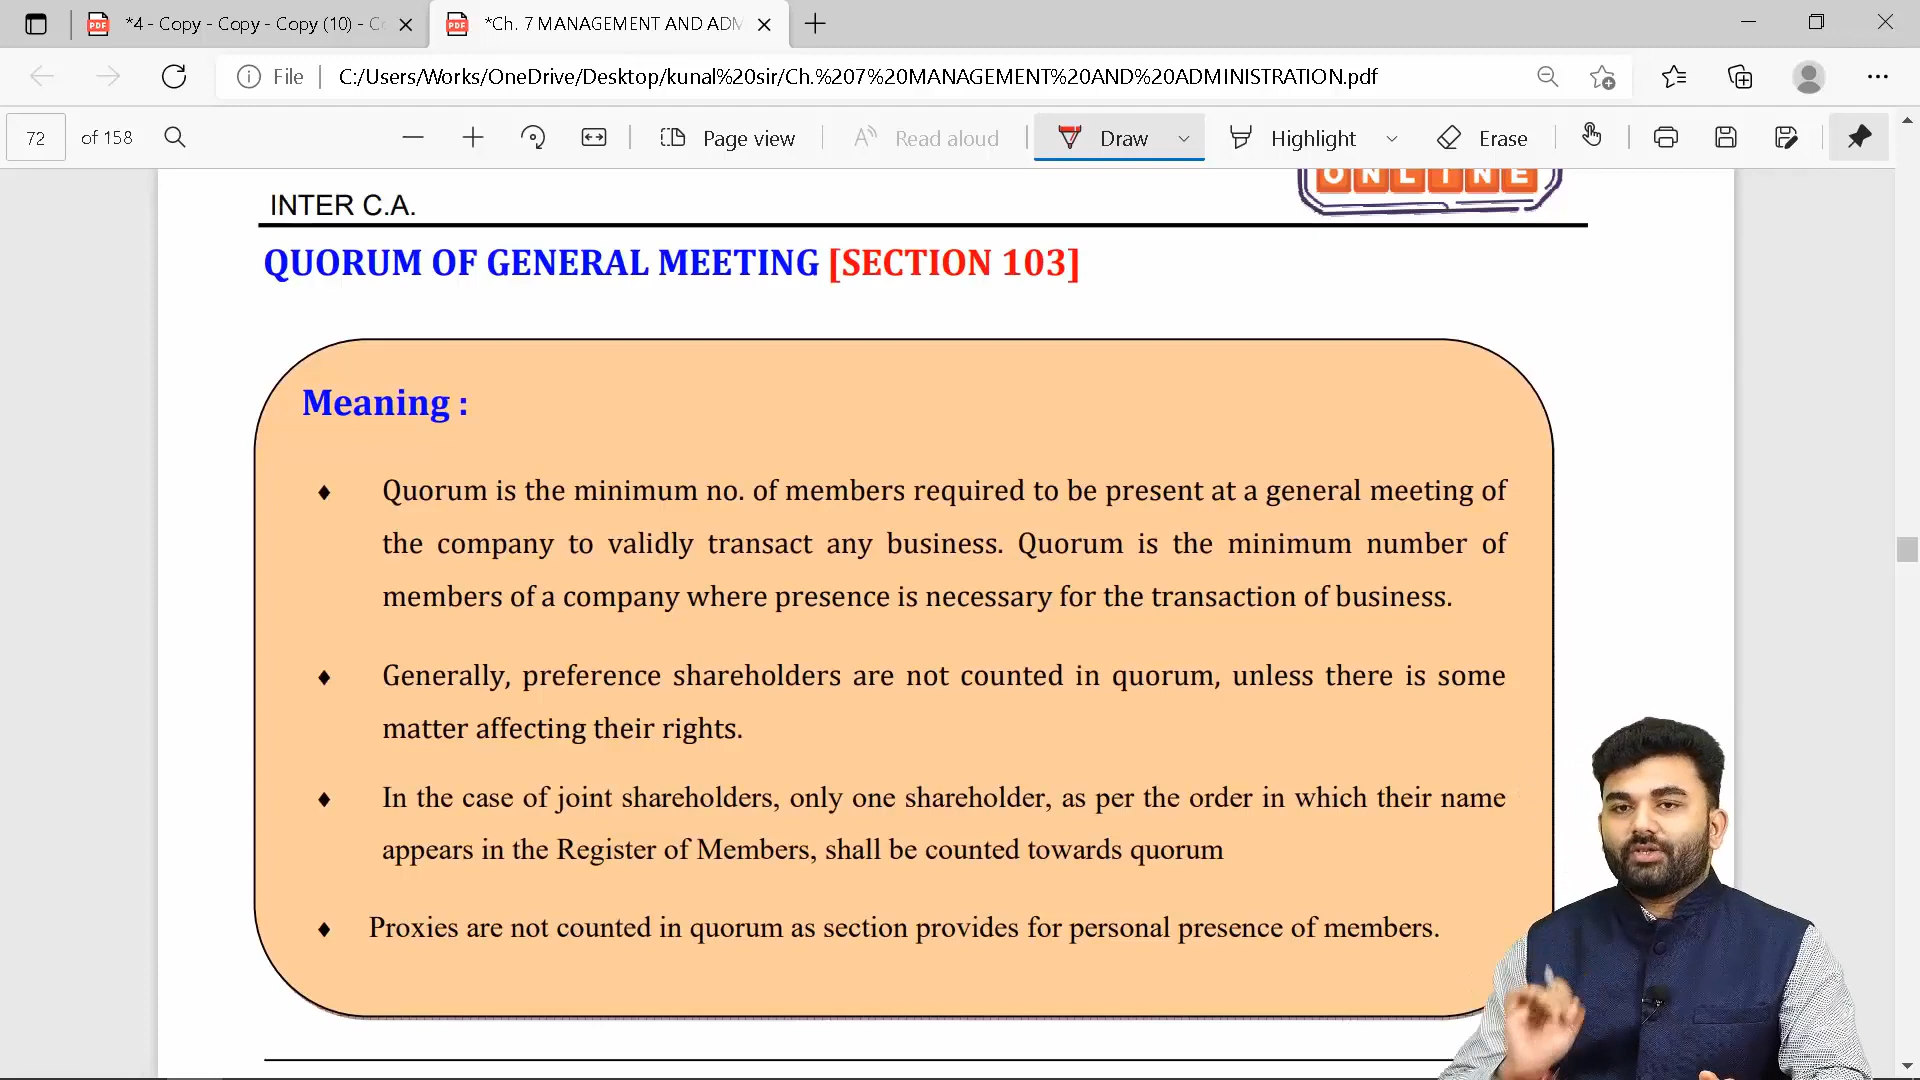 *4 - Copy - Copy - Copy (10) - C
*Ch. 7 MANAGEMENT AND ADM
File
C:/Users/Works/OneDrive/Desktop/kunal%20sir/Ch.%207%20MANAGEMENT%20AND%20ADMINISTRATION.pdf
72 of 158
Page view
Read aloud
Draw
Highlight
Erase
ONLINE
INTER C.A.
QUORUM OF GENERAL MEETING [SECTION 103]
Meaning :
♦ Quorum is the minimum no. of members required to be present at a general meeting of
the company to validly transact any business. Quorum is the minimum number of
members of a company where presence is necessary for the transaction of business.
♦ Generally, preference shareholders are not counted in quorum, unless there is some
matter affecting their rights.
♦ In the case of joint shareholders, only one shareholder, as per the order in which their name
appears in the Register of Members, shall be counted towards quorum
♦ Proxies are not counted in quorum as section provides for personal presence of members.